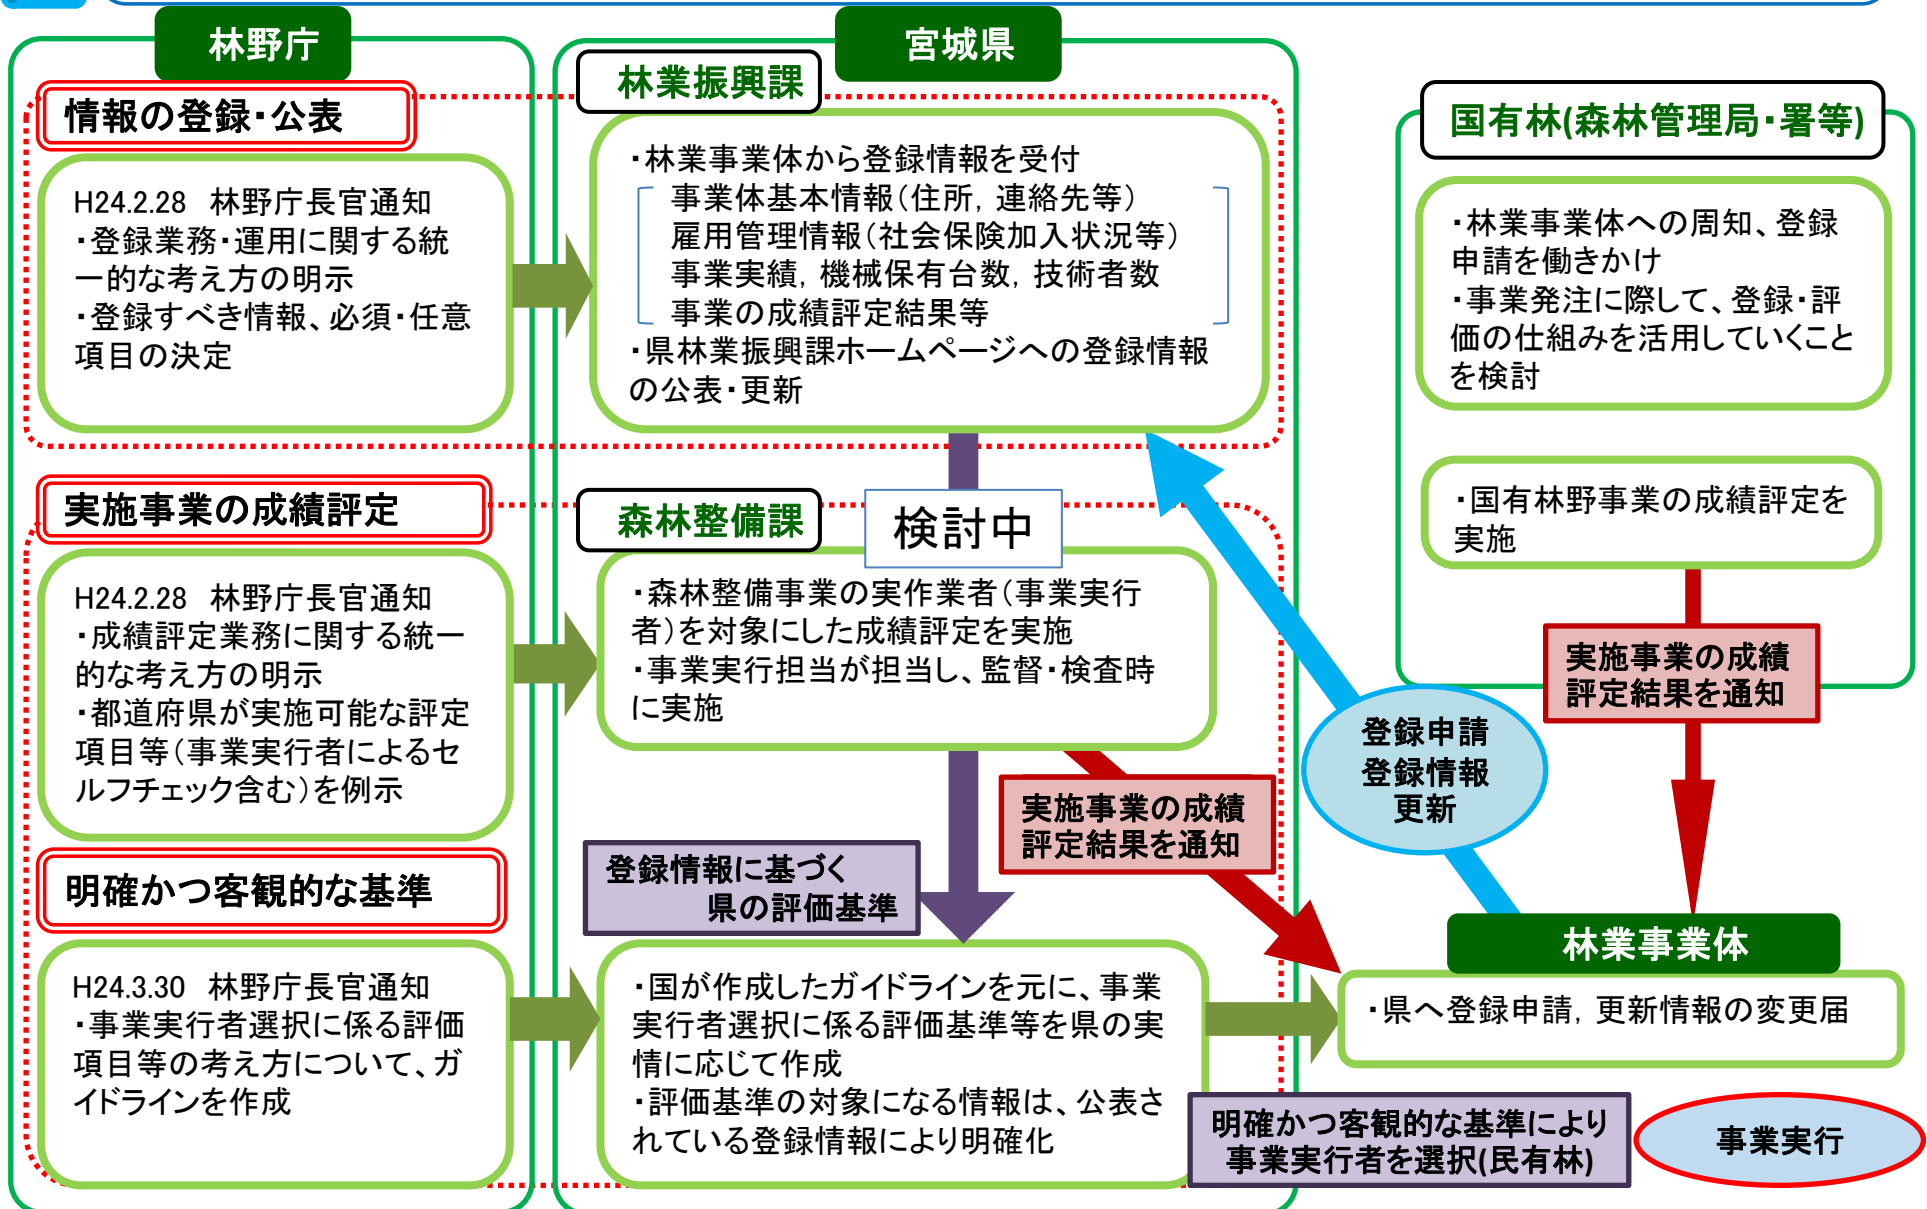 林野庁
情報の登録・公表
H24.2.28 林野庁長官通知
・登録業務・運用に関する統
一的な考え方の明示
・登録すべき情報、必須・任意
項目の決定
実施事業の成績評定
H24.2.28 林野庁長官通知
・成績評定業務に関する統一
的な考え方の明示
・都道府県が実施可能な評定
項目等（事業実行者によるセ
ルフチェック含む）を例示
明確かつ客観的な基準
H24.3.30 林野庁長官通知
・事業実行者選択に係る評価
項目等の考え方について、ガ
イドラインを作成
宮城県
林業振興課
・林業事業体から登録情報を受付
事業体基本情報（住所，連絡先等）
雇用管理情報（社会保険加入状況等）
事業実績，機械保有台数，技術者数
事業の成績評定結果等
・県林業振興課ホームページへの登録情報
の公表・更新
検討中
森林整備課
・森林整備事業の実作業者（事業実行
者）を対象にした成績評定を実施
・事業実行担当が担当し、監督・検査時
に実施
実施事業の成績
評定結果を通知
登録情報に基づく
県の評価基準
・国が作成したガイドラインを元に、事業
実行者選択に係る評価基準等を県の実
情に応じて作成
・評価基準の対象になる情報は、公表さ
れている登録情報により明確化
国有林(森林管理局・署等)
・林業事業体への周知、登録
申請を働きかけ
・事業発注に際して、登録・評
価の仕組みを活用していくこと
を検討
・国有林野事業の成績評定を
実施
実施事業の成績
評定結果を通知
登録申請
登録情報
更新
林業事業体
・県へ登録申請，更新情報の変更届
明確かつ客観的な基準により
事業実行者を選択(民有林)
事業実行